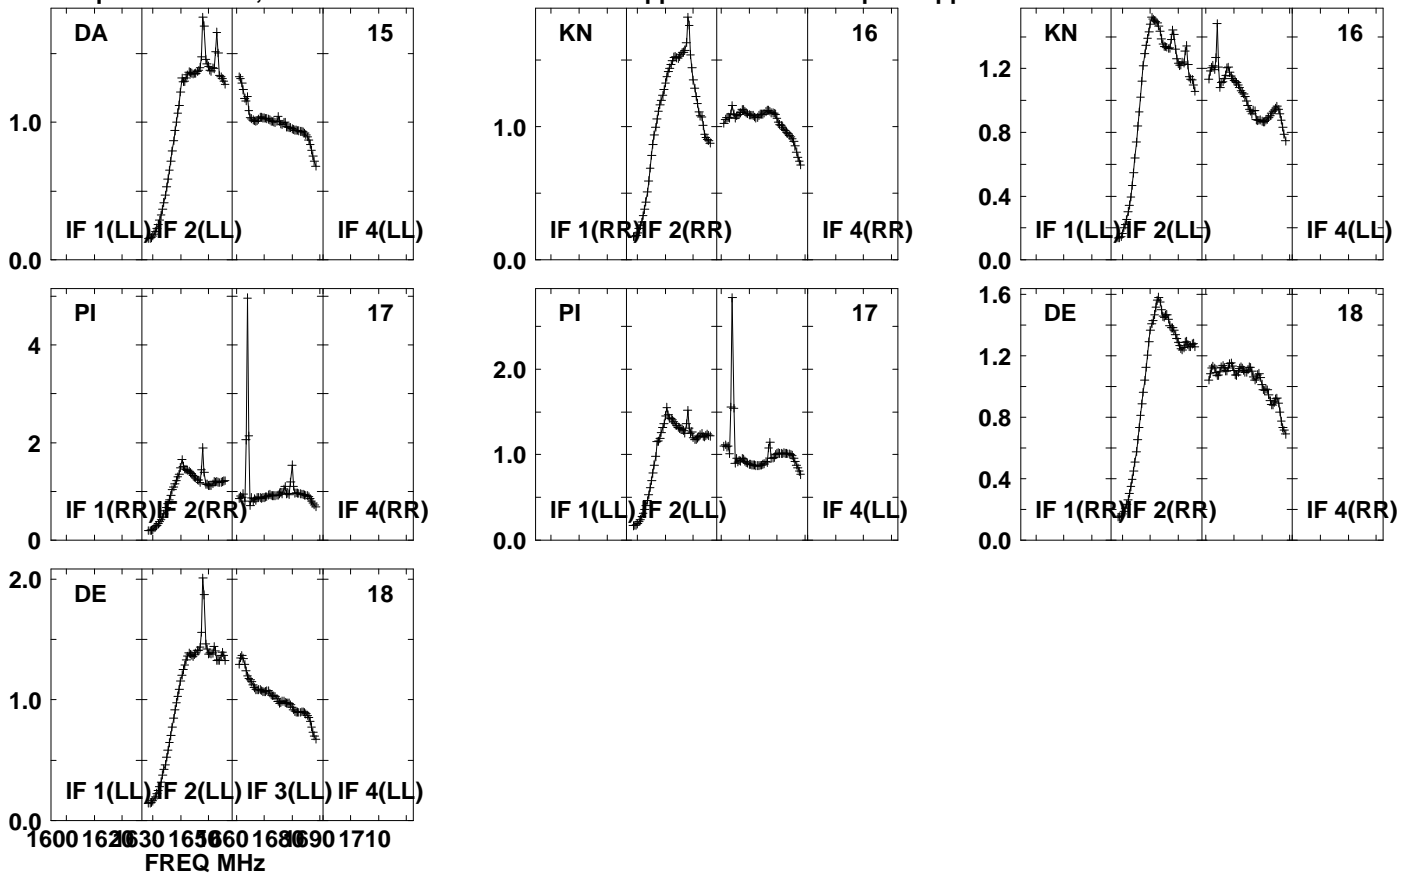 DA 15
1.0
0.0
IF 1(LL) IF 2(LL) IF 4(LL)
KN 16
1.0
0.0
IF 1(RR) IF 2(RR) IF 4(RR)
KN 16
1.2
0.8
0.4
0.0
IF 1(LL) IF 2(LL) IF 4(LL)
PI 17
4
2
0
IF 1(RR) IF 2(RR) IF 4(RR)
PI 17
2.0
1.0
0.0
IF 1(LL) IF 2(LL) IF 4(LL)
DE 18
1.6
1.2
0.8
0.4
0.0
IF 1(RR) IF 2(RR) IF 4(RR)
DE 18
2.0
1.0
0.0
IF 1(LL) IF 2(LL) IF 3(LL) IF 4(LL)
1600 1620 1630 1650 1660 1680 1690 1710
FREQ MHz